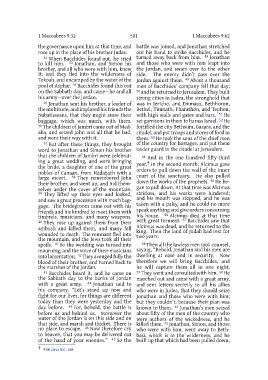 1 Maccabees 9:32 501 1 Maccabees 9:62
the governance upon him at that time, and
rose up in the place of his brother Judas.
32 When Bacchides found out, he tried
to kill him. 33 Jonathan, and Simon his
brother, and all who were with him, knew
it; and they fled into the wilderness of
Tekoah, and encamped by the water of the
pool of Asphar. 34 Bacchides found this out
on the Sabbath day, and came—he and all
his army—over the Jordan.
35 Jonathan sent his brother, a leader of
the multitude, and implored his friends the
Nabathaeans, that they might store their
baggage, which was much, with them.
36 The children of Jambri came out of Medaba,
and seized John and all that he had,
and went their way with it.
37 But after these things, they brought
word to Jonathan and Simon his brother
that the children of Jambri were celebrating
a great wedding, and were bringing
the bride, a daughter of one of the great
nobles of Canaan, from Nadabath with a
large escort. 38 They remembered John
their brother, and went up, and hid themselves
under the cover of the mountain.
39 They lifted up their eyes and looked,
and saw a great procession with much baggage.
The bridegroom came out with his
friends and his kindred to meet them with
timbrels, musicians, and many weapons.
40 They rose up against them from their
ambush and killed them, and many fell
wounded to death. The remnant fled into
the mountain, and the Jews took all their
spoils. 41 So the wedding was turned into
mourning, and the voice of their musicians
into lamentation. 42 They avenged fully the
blood of their brother, and turned back to
the marshes of the Jordan.
43 Bacchides heard it, and he came on
the Sabbath day to the banks of Jordan
with a great army. 44 Jonathan said to
his company, "Let's stand up now and
fight for our lives, for things are different
today than they were yesterday and the
day before. 45 For, behold, the battle is
before us and behind us. Moreover the
water of the Jordan is on this side and on
that side, and marsh and thicket. There is
no place to escape. 46 Now therefore cry
to heaven, that you may be delivered out
of the hand of your enemies." 47 So the
battle was joined, and Jonathan stretched
out his hand to strike Bacchides, and he
turned away back from him. 48 Jonathan
and those who were with him leapt into
the Jordan, and swam over to the other
side. The enemy didn't pass over the
Jordan against them. 49 About a thousand
men of Bacchides' company fell that day;
50 and he returned to Jerusalem. They built
strong cities in Judea, the stronghold that
was in Jericho, and Emmaus, Bethhoron,
Bethel, Timnath, Pharathon, and Tephon,
with high walls and gates and bars. 51 He
set garrisons in them to harass Israel. 52 He
fortified the city Bethsura, Gazara, and the
citadel, and put troops and stores of food in
them. 53 He took the sons of the chief men
of the country for hostages, and put them
under guard in the citadel at Jerusalem.
54 And in the one hundred fifty-third
year, in the second month, Alcimus gave
orders to pull down the wall of the inner
court of the sanctuary. He also pulled
down the works of the prophets, and he began
to pull down. 55 At that time was Alcimus
stricken, and his works were hindered;
and his mouth was stopped, and he was
taken with a palsy, and he could no more
speak anything and give orders concerning
his house. 56 Alcimus died at that time
with great torment. 57 Bacchides saw that
Alcimus was dead, and he returned to the
king. Then the land of Judah had rest for
two years.
58 Then all the lawless men took counsel,
saying, "Behold, Jonathan and his men are
dwelling at ease and in security. Now
therefore we will bring Bacchides, and
he will capture them all in one night.
59 They went and consulted with him. 60 He
marched out and came with a great army,
and sent letters secretly to all his allies
who were in Judea, that they should seize
Jonathan and those who were with him;
but they couldn't, because their plan was
known to them. 61 Jonathan's men seized
about fifty of the men of the country who
were authors of the wickedness, and he
killed them. 62 Jonathan, Simon, and those
who were with him, went away to Bethbasi,
which is in the wilderness, and he
built up that which had been pulled down,